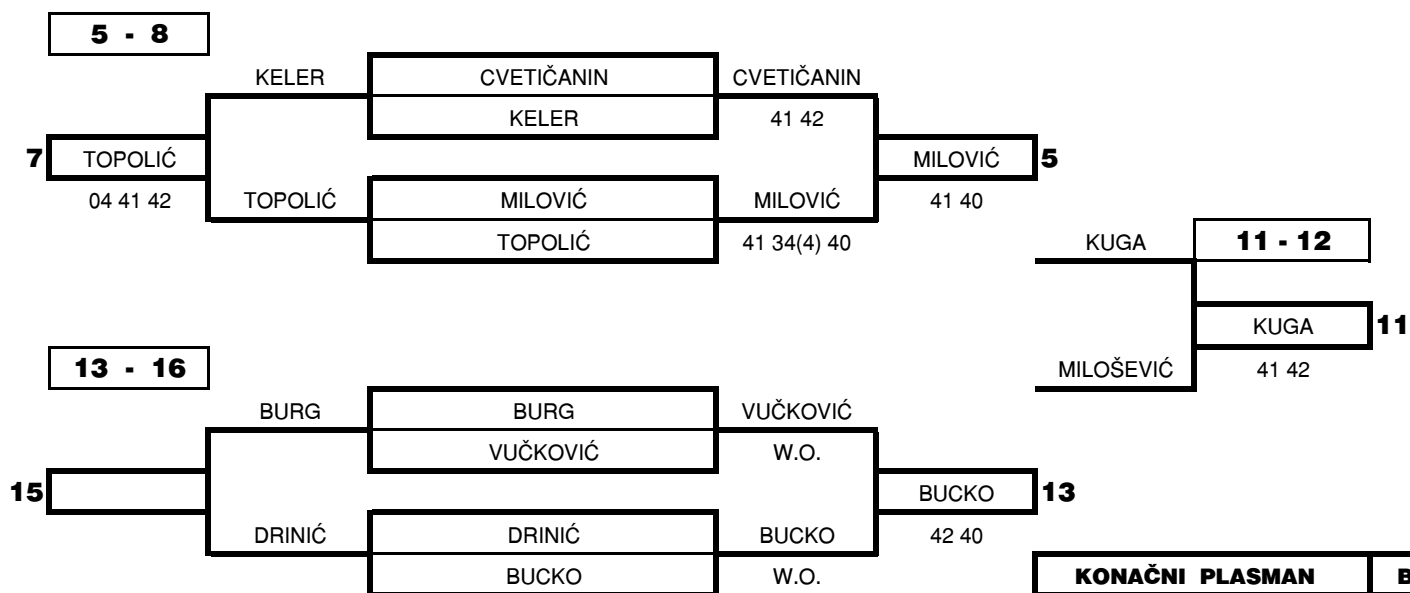 5 - 8
KELER CVETIČANIN CVETIČANIN
KELER 41 42
7 TOPOLIĆ MILOVIĆ 5
04 41 42 TOPOLIĆ MILOVIĆ MILOVIĆ 41 40
TOPOLIĆ 41 34(4) 40
KUGA 11 - 12
KUGA 11
MILOŠEVIĆ 41 42
13 - 16
BURG BURG VUČKOVIĆ
VUČKOVIĆ W.O.
15 BUCKO 13
DRINIĆ DRINIĆ BUCKO 42 40
BUCKO W.O.
KONAČNI PLASMAN B